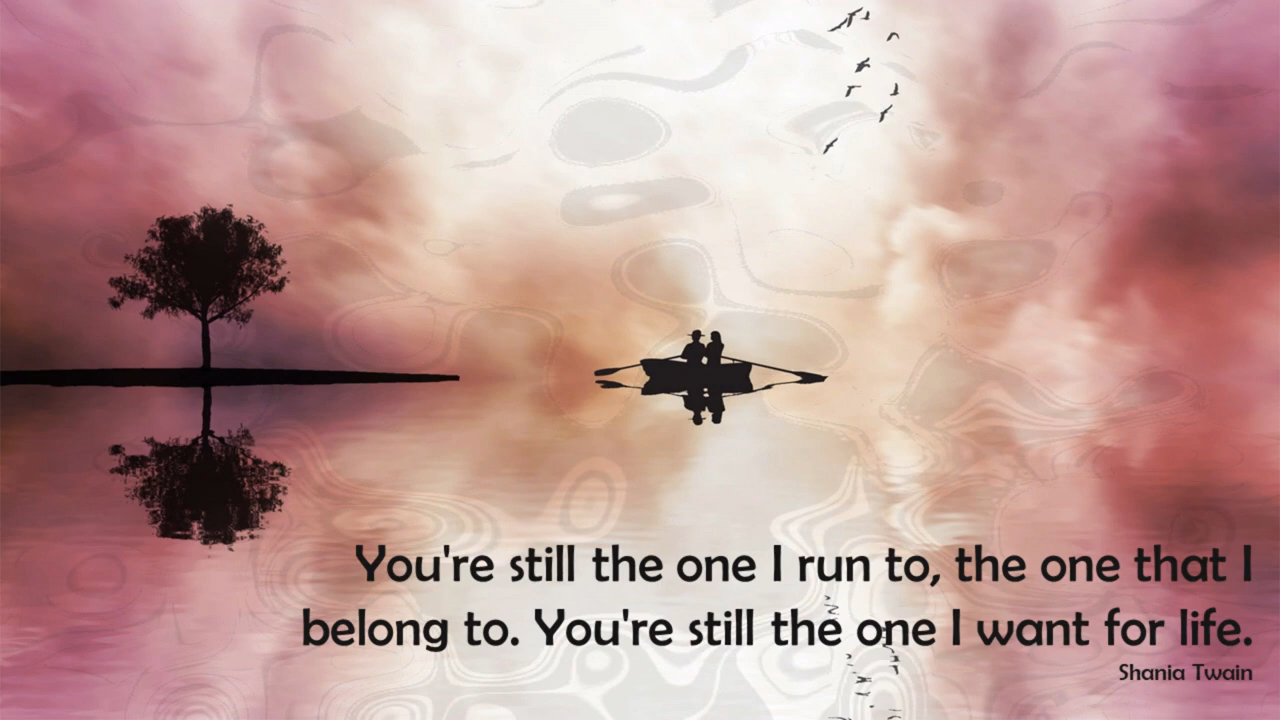 You're still the one I run to, the one that I
belong to. You're still the one I want for life.
Shania Twain